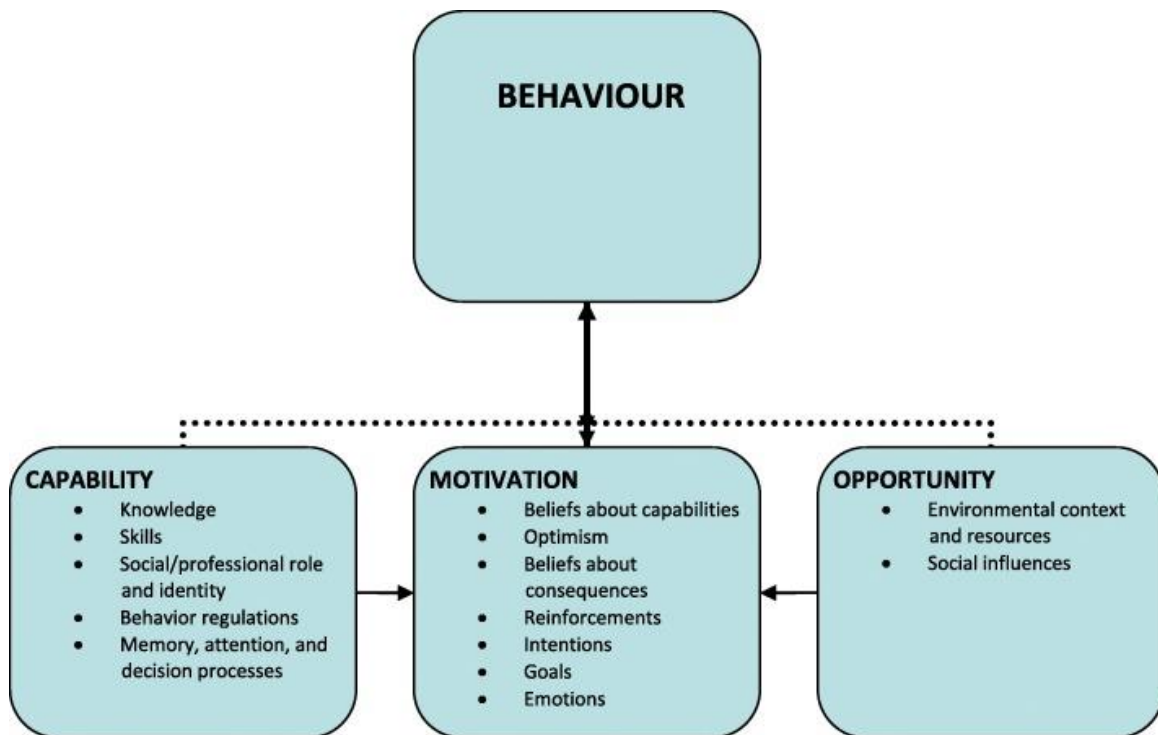 BEHAVIOUR
CAPABILITY
• Knowledge
• Skills
• Social/professional role
and identity
• Behavior regulations
• Memory, attention, and
decision processes
MOTIVATION
• Beliefs about capabilities
• Optimism
• Beliefs about
consequences
• Reinforcements
• Intentions
• Goals
• Emotions
OPPORTUNITY
• Environmental context
and resources
• Social influences